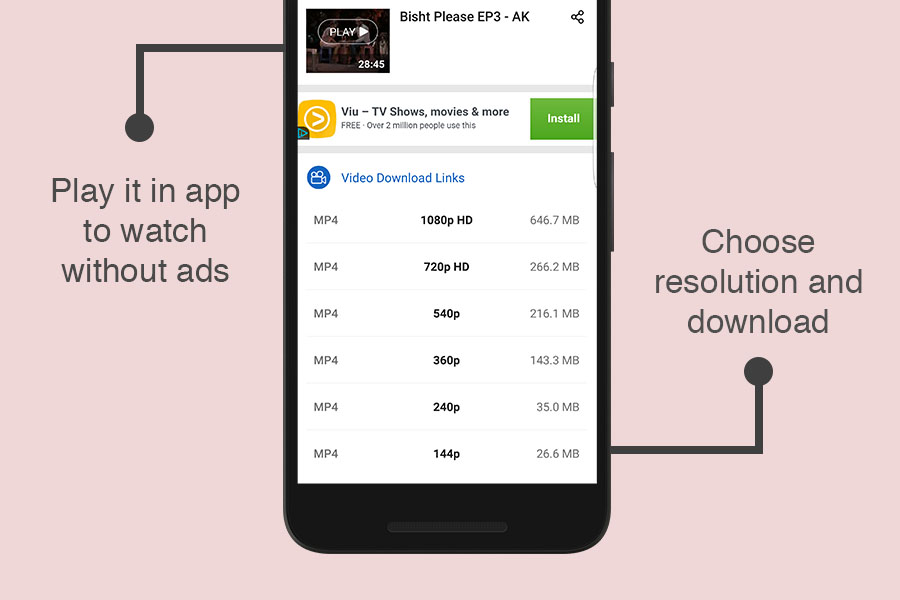 Bisht Please EP3 - AK
PLAY
28:45
Viu – TV Shows, movies & more
FREE · Over 2 million people use this
Install
Play it in app
to watch
without ads
Video Download Links
MP4 1080p HD 646.7 MB
MP4 720p HD 266.2 MB
MP4 540p 216.1 MB
MP4 360p 143.3 MB
MP4 240p 35.0 MB
MP4 144p 26.6 MB
Choose
resolution and
download